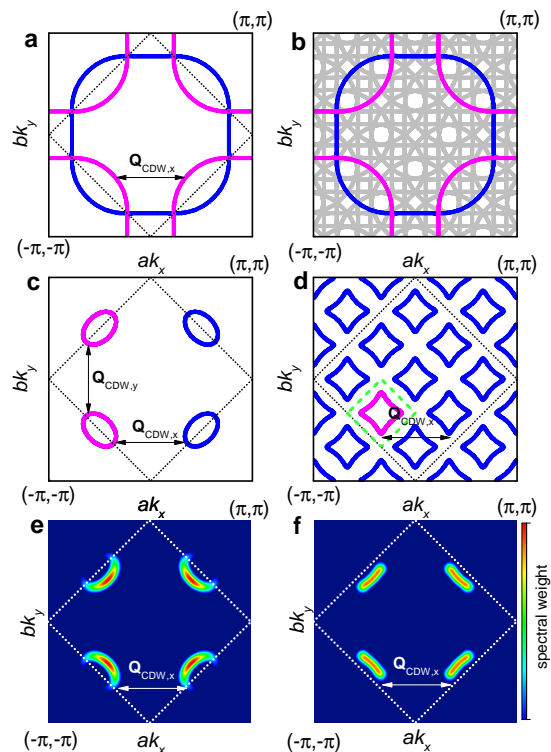 (π,π) (π,π)
a b
bk_y bk_y
Q_CDW,x
(-π,-π) (-π,-π)
ak_x (π,π) ak_x (π,π)
c d
bk_y bk_y
Q_CDW,y
Q_CDW,x Q_CDW,x
(-π,-π) (-π,-π)
ak_x (π,π) ak_x (π,π)
e f
bk_y bk_y spectral weight
Q_CDW,x Q_CDW,x
(-π,-π) (-π,-π)
ak_x ak_x